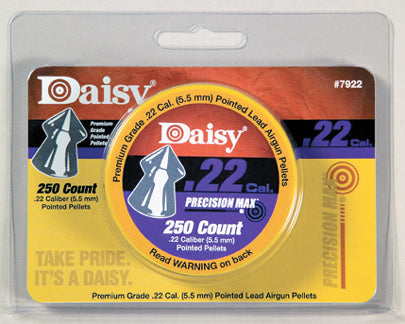 Daisy
#7922
Premium
Grade
Pointed
Pellets
250 Count
.22 Caliber (5.5 mm)
Pointed Pellets
TAKE PRIDE.
IT'S A DAISY.
Premium Grade .22 Cal. (5.5 mm) Pointed Lead Airgun Pellets
Daisy
.22 Cal.
PRECISION MAX
250 Count
.22 Caliber (5.5 mm)
Pointed Pellets
Read WARNING on back
.22 Cal.
PRECISION MAX
Premium Grade .22 Cal. (5.5 mm) Pointed Lead Airgun Pellets